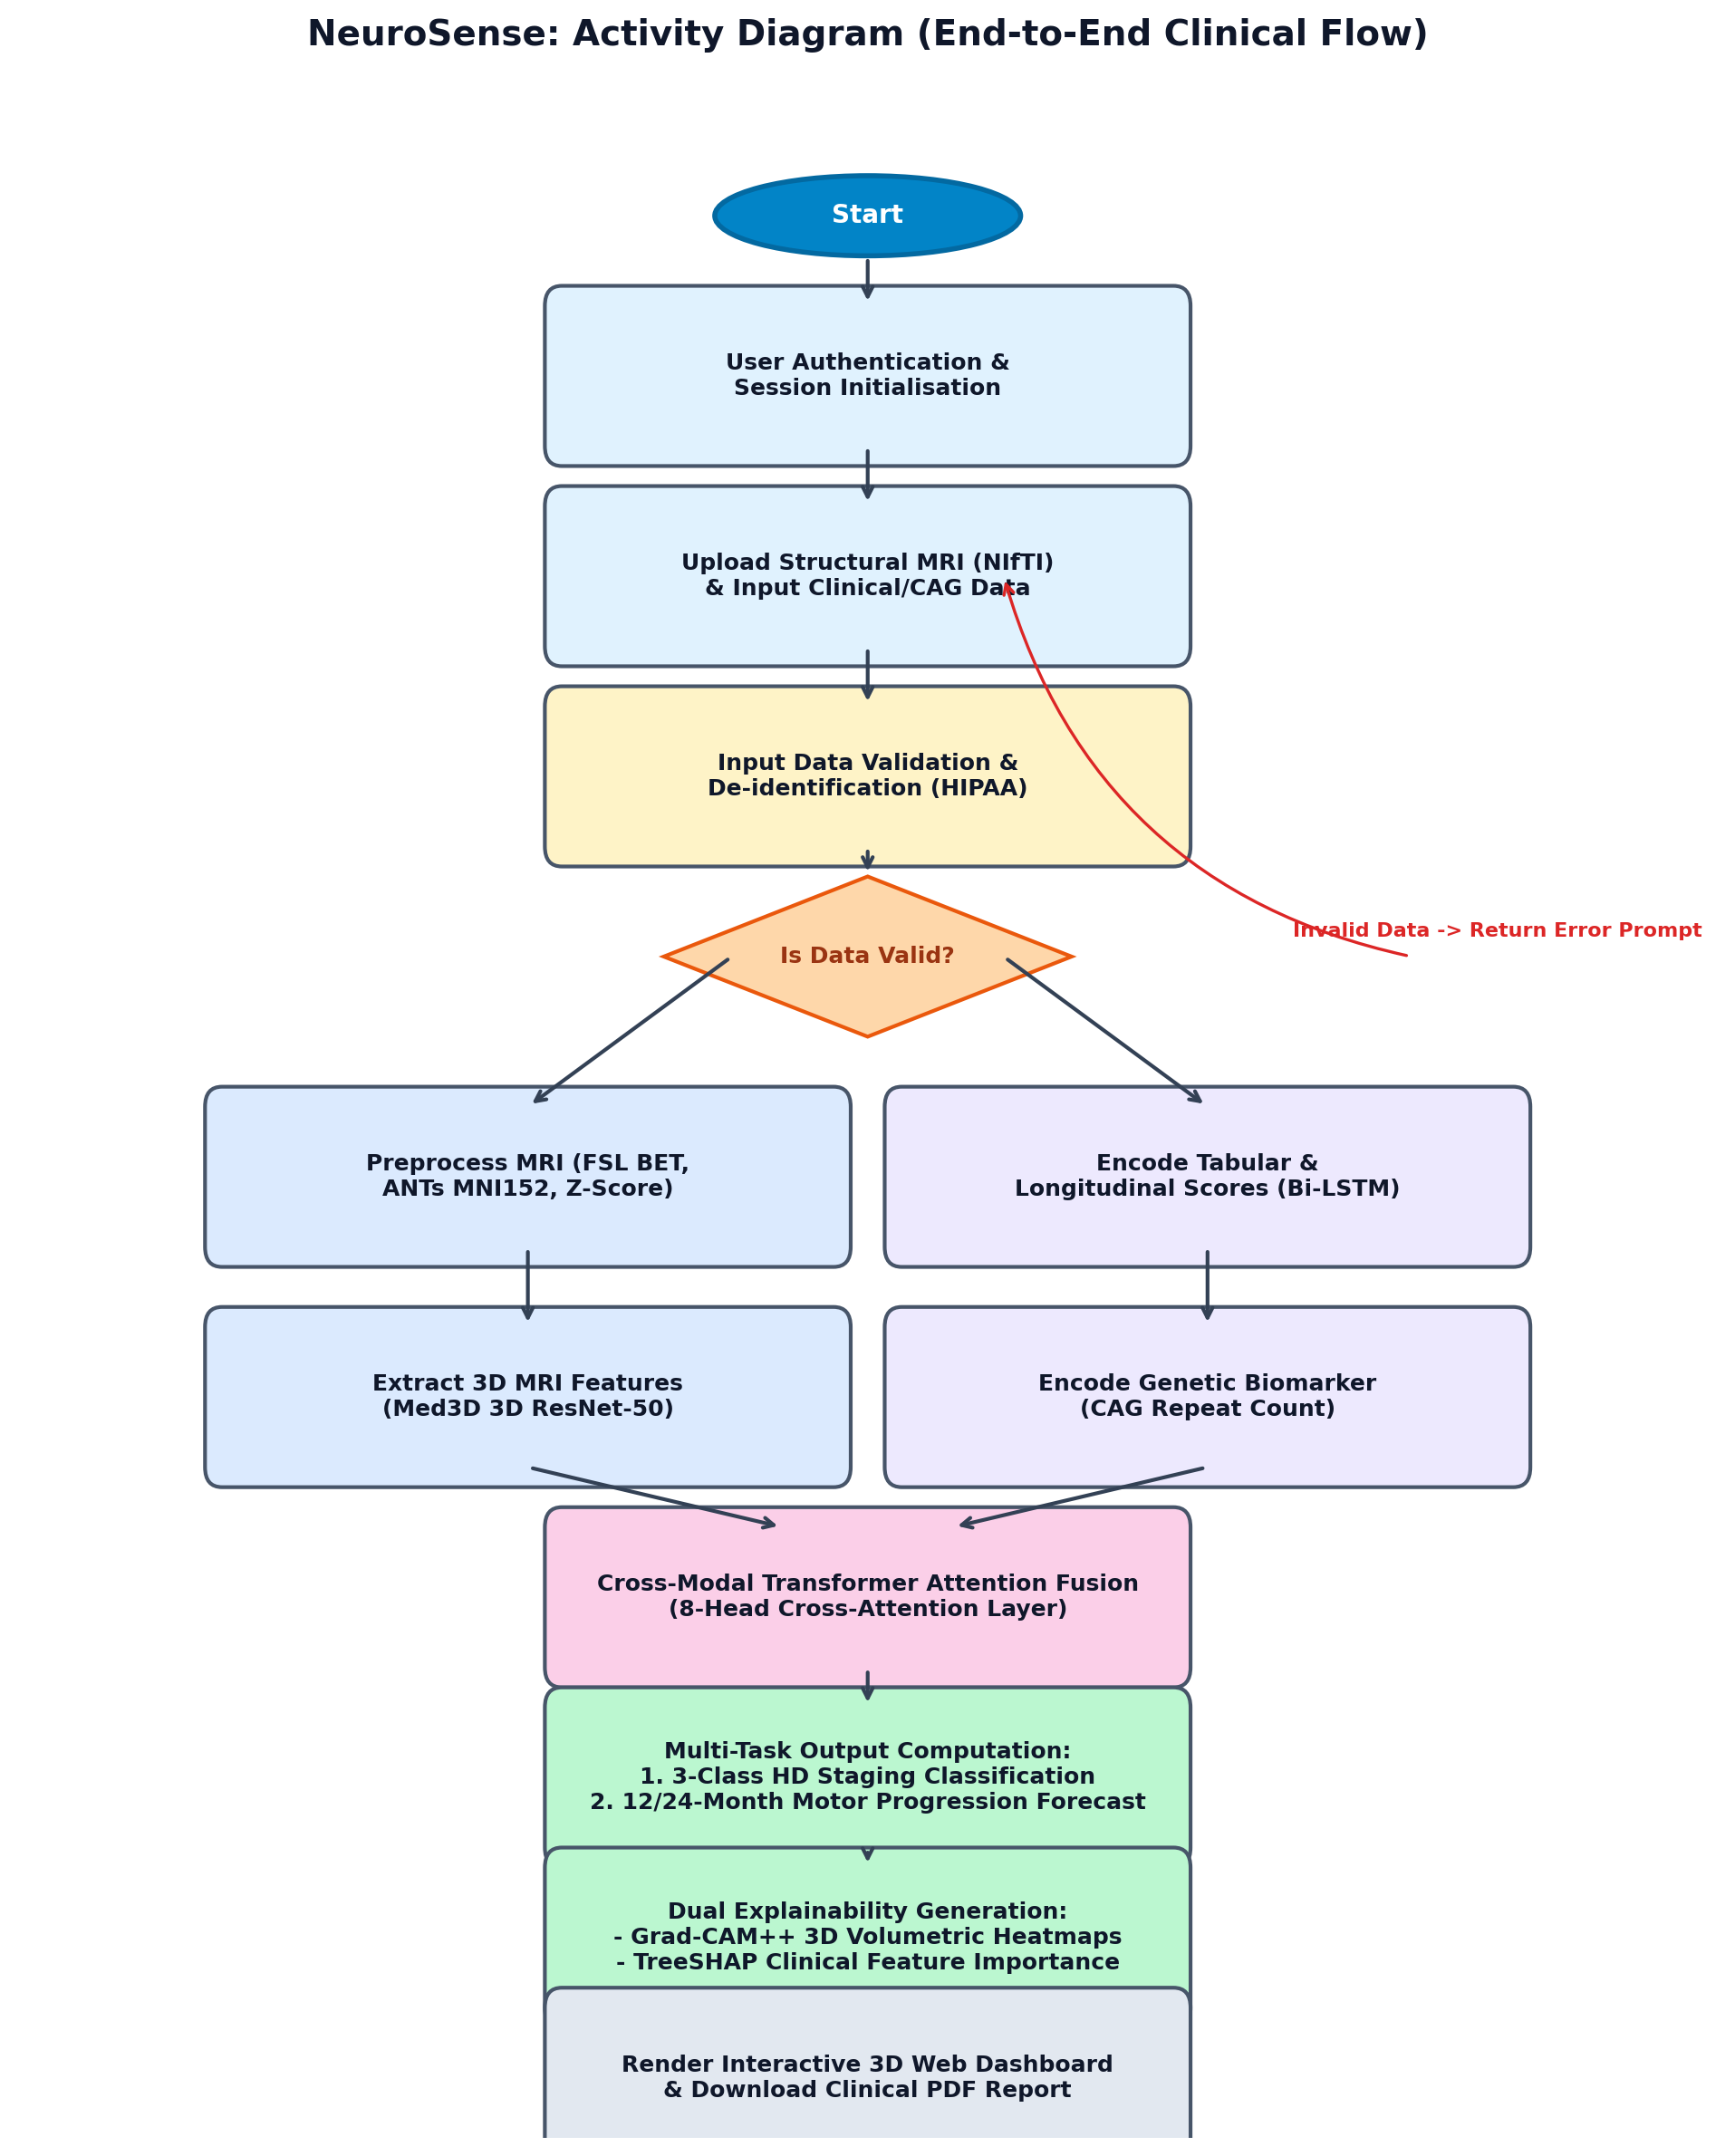 NeuroSense: Activity Diagram (End-to-End Clinical Flow)
Start
User Authentication &
Session Initialisation
Upload Structural MRI (NIfTI)
& Input Clinical/CAG Data
Input Data Validation &
De-identification (HIPAA)
Invalid Data -> Return Error Prompt
Is Data Valid?
Preprocess MRI (FSL BET,
ANTs MNI152, Z-Score)
Encode Tabular &
Longitudinal Scores (Bi-LSTM)
Extract 3D MRI Features
(Med3D 3D ResNet-50)
Encode Genetic Biomarker
(CAG Repeat Count)
Cross-Modal Transformer Attention Fusion
(8-Head Cross-Attention Layer)
Multi-Task Output Computation:
1. 3-Class HD Staging Classification
2. 12/24-Month Motor Progression Forecast
Dual Explainability Generation:
- Grad-CAM++ 3D Volumetric Heatmaps
- TreeSHAP Clinical Feature Importance
Render Interactive 3D Web Dashboard
& Download Clinical PDF Report